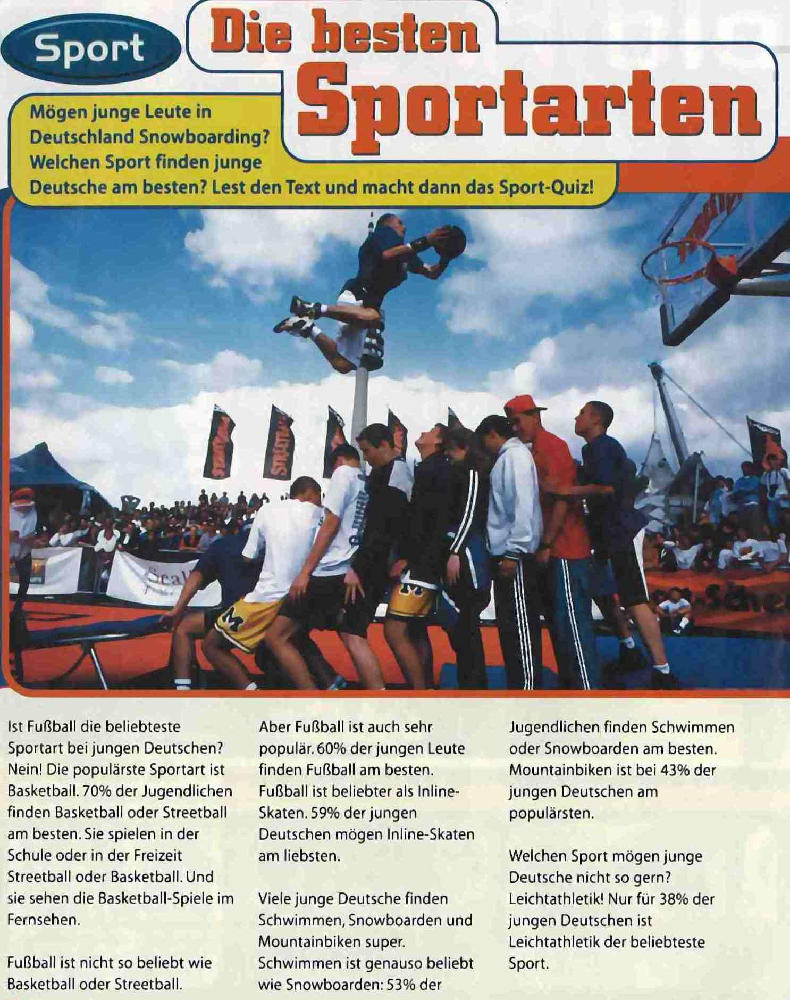 Sport
Die besten
Sportarten
Mögen junge Leute in
Deutschland Snowboarding?
Welchen Sport finden junge
Deutsche am besten? Lest den Text und macht dann das Sport-Quiz!
M
M
Ist Fußball die beliebteste
Sportart bei jungen Deutschen?
Nein! Die populärste Sportart ist
Basketball. 70% der Jugendlichen
finden Basketball oder Streetball
am besten. Sie spielen in der
Schule oder in der Freizeit
Streetball oder Basketball. Und
sie sehen die Basketball-Spiele im
Fernsehen.
Fußball ist nicht so beliebt wie
Basketball oder Streetball.
Aber Fußball ist auch sehr
populär. 60% der jungen Leute
finden Fußball am besten.
Fußball ist beliebter als Inline-
Skaten. 59% der jungen
Deutschen mögen Inline-Skaten
am liebsten.
Viele junge Deutsche finden
Schwimmen, Snowboarden und
Mountainbiken super.
Schwimmen ist genauso beliebt
wie Snowboarden: 53% der
Jugendlichen finden Schwimmen
oder Snowboarden am besten.
Mountainbiken ist bei 43% der
jungen Deutschen am
populärsten.
Welchen Sport mögen junge
Deutsche nicht so gern?
Leichtathletik! Nur für 38% der
jungen Deutschen ist
Leichtathletik der beliebteste
Sport.